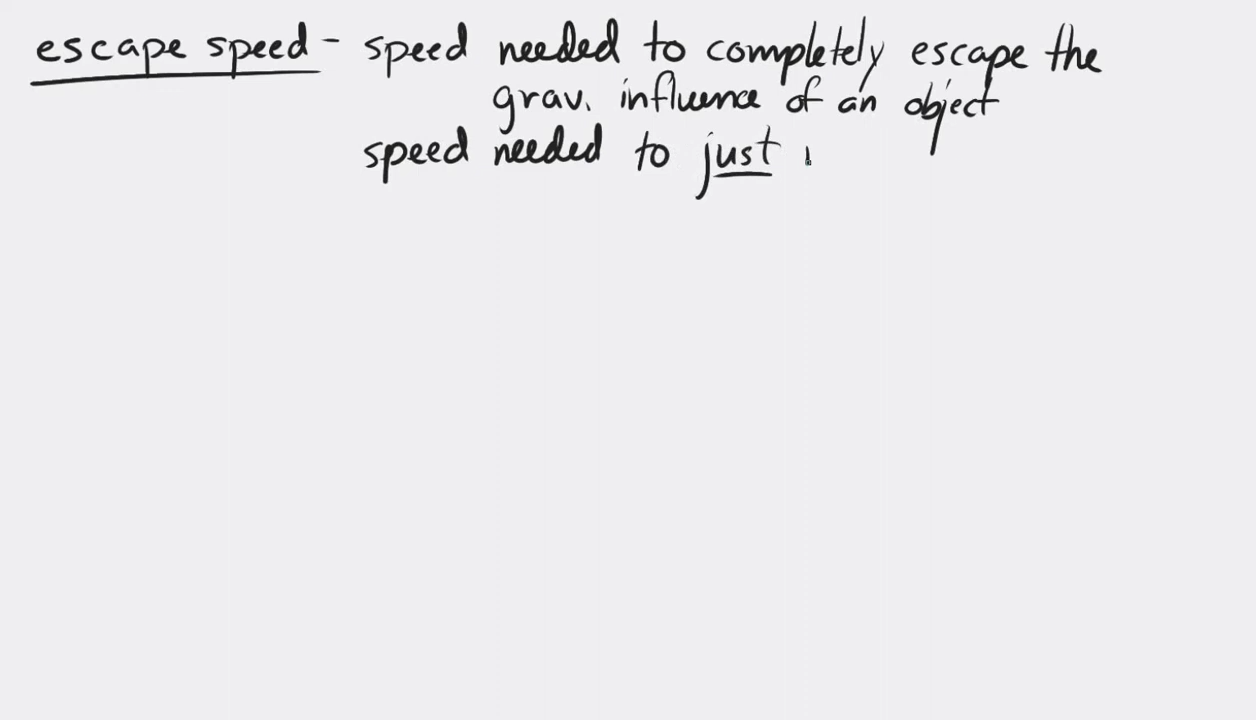 escape speed - speed needed to completely escape the
grav. influence of an object
speed needed to just